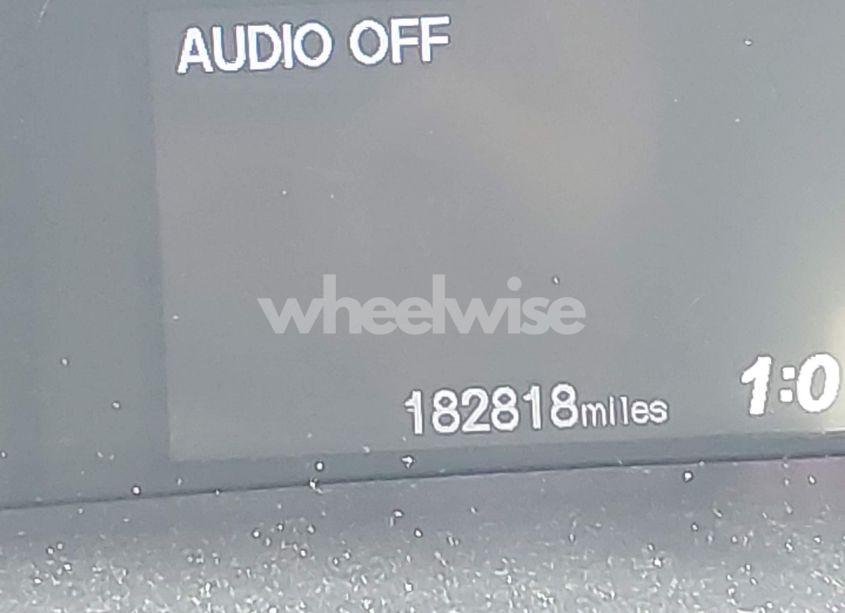 AUDIO OFF
wheelwise
182818miles
1:0